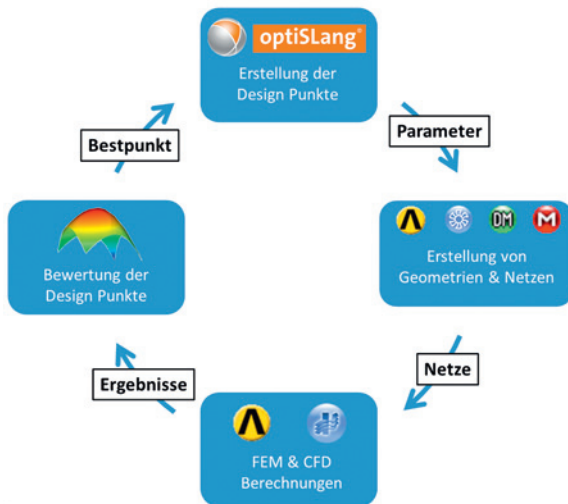 optiSLang®
Erstellung der
Design Punkte
Parameter
DM
M
Erstellung von
Geometrien & Netzen
Netze
FEM & CFD
Berechnungen
Ergebnisse
Bewertung der
Design Punkte
Bestpunkt